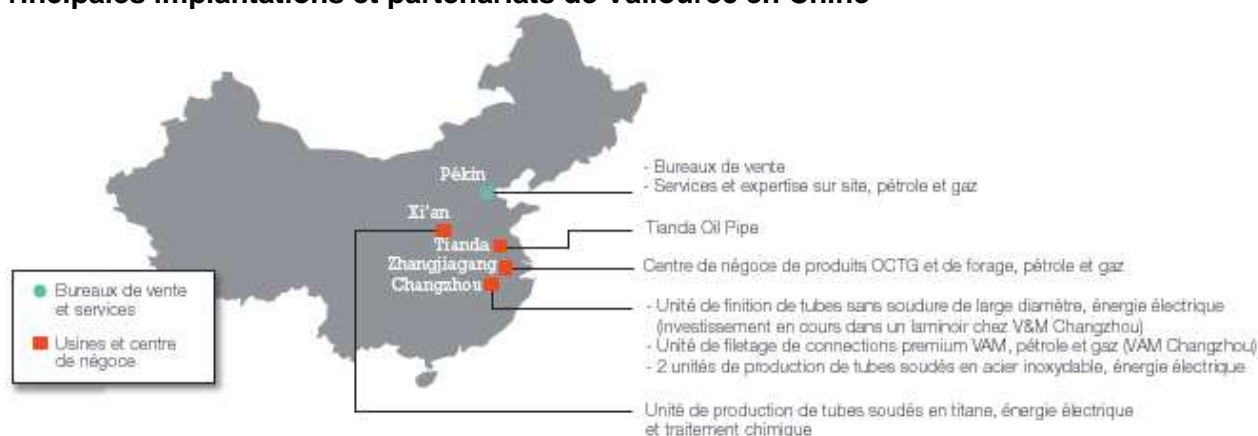 rincipales implantations et partenariats de Vallourec en Chine
Pékin
- Bureaux de vente
- Services et expertise sur site, pétrole et gaz
Xi'an
Tianda
Tianda Oil Pipe
Zhangjiagang
Centre de négoce de produits OCTG et de forage, pétrole et gaz
Changzhou
- Unité de finition de tubes sans soudure de large diamètre, énergie électrique
(investissement en cours dans un laminoir chez V&M Changzhou)
- Unité de filetage de connections premium VAM, pétrole et gaz (VAM Changzhou)
- 2 unités de production de tubes soudés en acier inoxydable, énergie électrique
Unité de production de tubes soudés en titane, énergie électrique
et traitement chimique
Bureaux de vente
et services
Usines et centre
de négoce